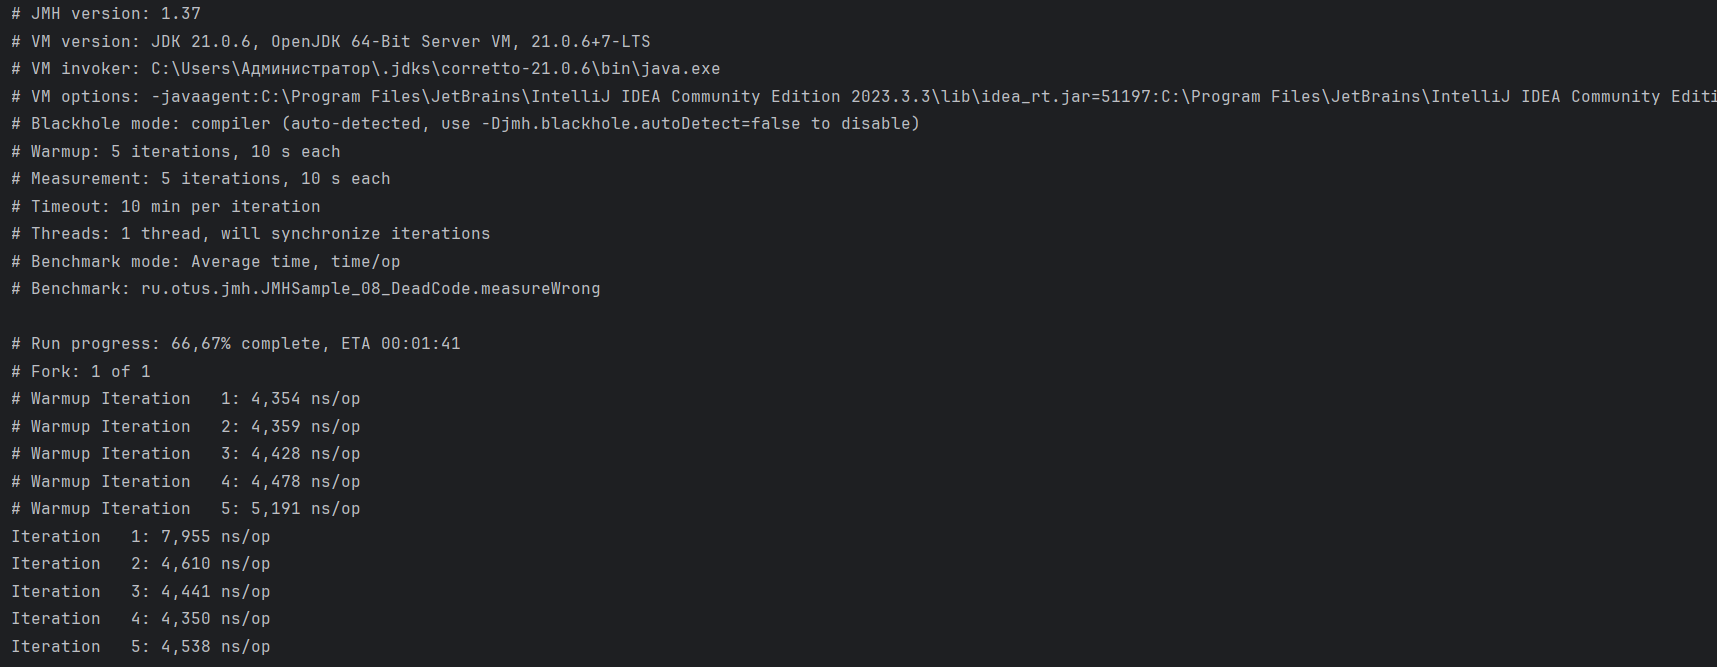 # JMH version: 1.37
# VM version: JDK 21.0.6, OpenJDK 64-Bit Server VM, 21.0.6+7-LTS
# VM invoker: C:\Users\Администратор\.jdks\corretto-21.0.6\bin\java.exe
# VM options: -javaagent:C:\Program Files\JetBrains\IntelliJ IDEA Community Edition 2023.3.3\lib\idea_rt.jar=51197:C:\Program Files\JetBrains\IntelliJ IDEA Community Editi
# Blackhole mode: compiler (auto-detected, use -Djmh.blackhole.autoDetect=false to disable)
# Warmup: 5 iterations, 10 s each
# Measurement: 5 iterations, 10 s each
# Timeout: 10 min per iteration
# Threads: 1 thread, will synchronize iterations
# Benchmark mode: Average time, time/op
# Benchmark: ru.otus.jmh.JMHSample_08_DeadCode.measureWrong
# Run progress: 66,67% complete, ETA 00:01:41
# Fork: 1 of 1
# Warmup Iteration   1: 4,354 ns/op
# Warmup Iteration   2: 4,359 ns/op
# Warmup Iteration   3: 4,428 ns/op
# Warmup Iteration   4: 4,478 ns/op
# Warmup Iteration   5: 5,191 ns/op
Iteration   1: 7,955 ns/op
Iteration   2: 4,610 ns/op
Iteration   3: 4,441 ns/op
Iteration   4: 4,350 ns/op
Iteration   5: 4,538 ns/op